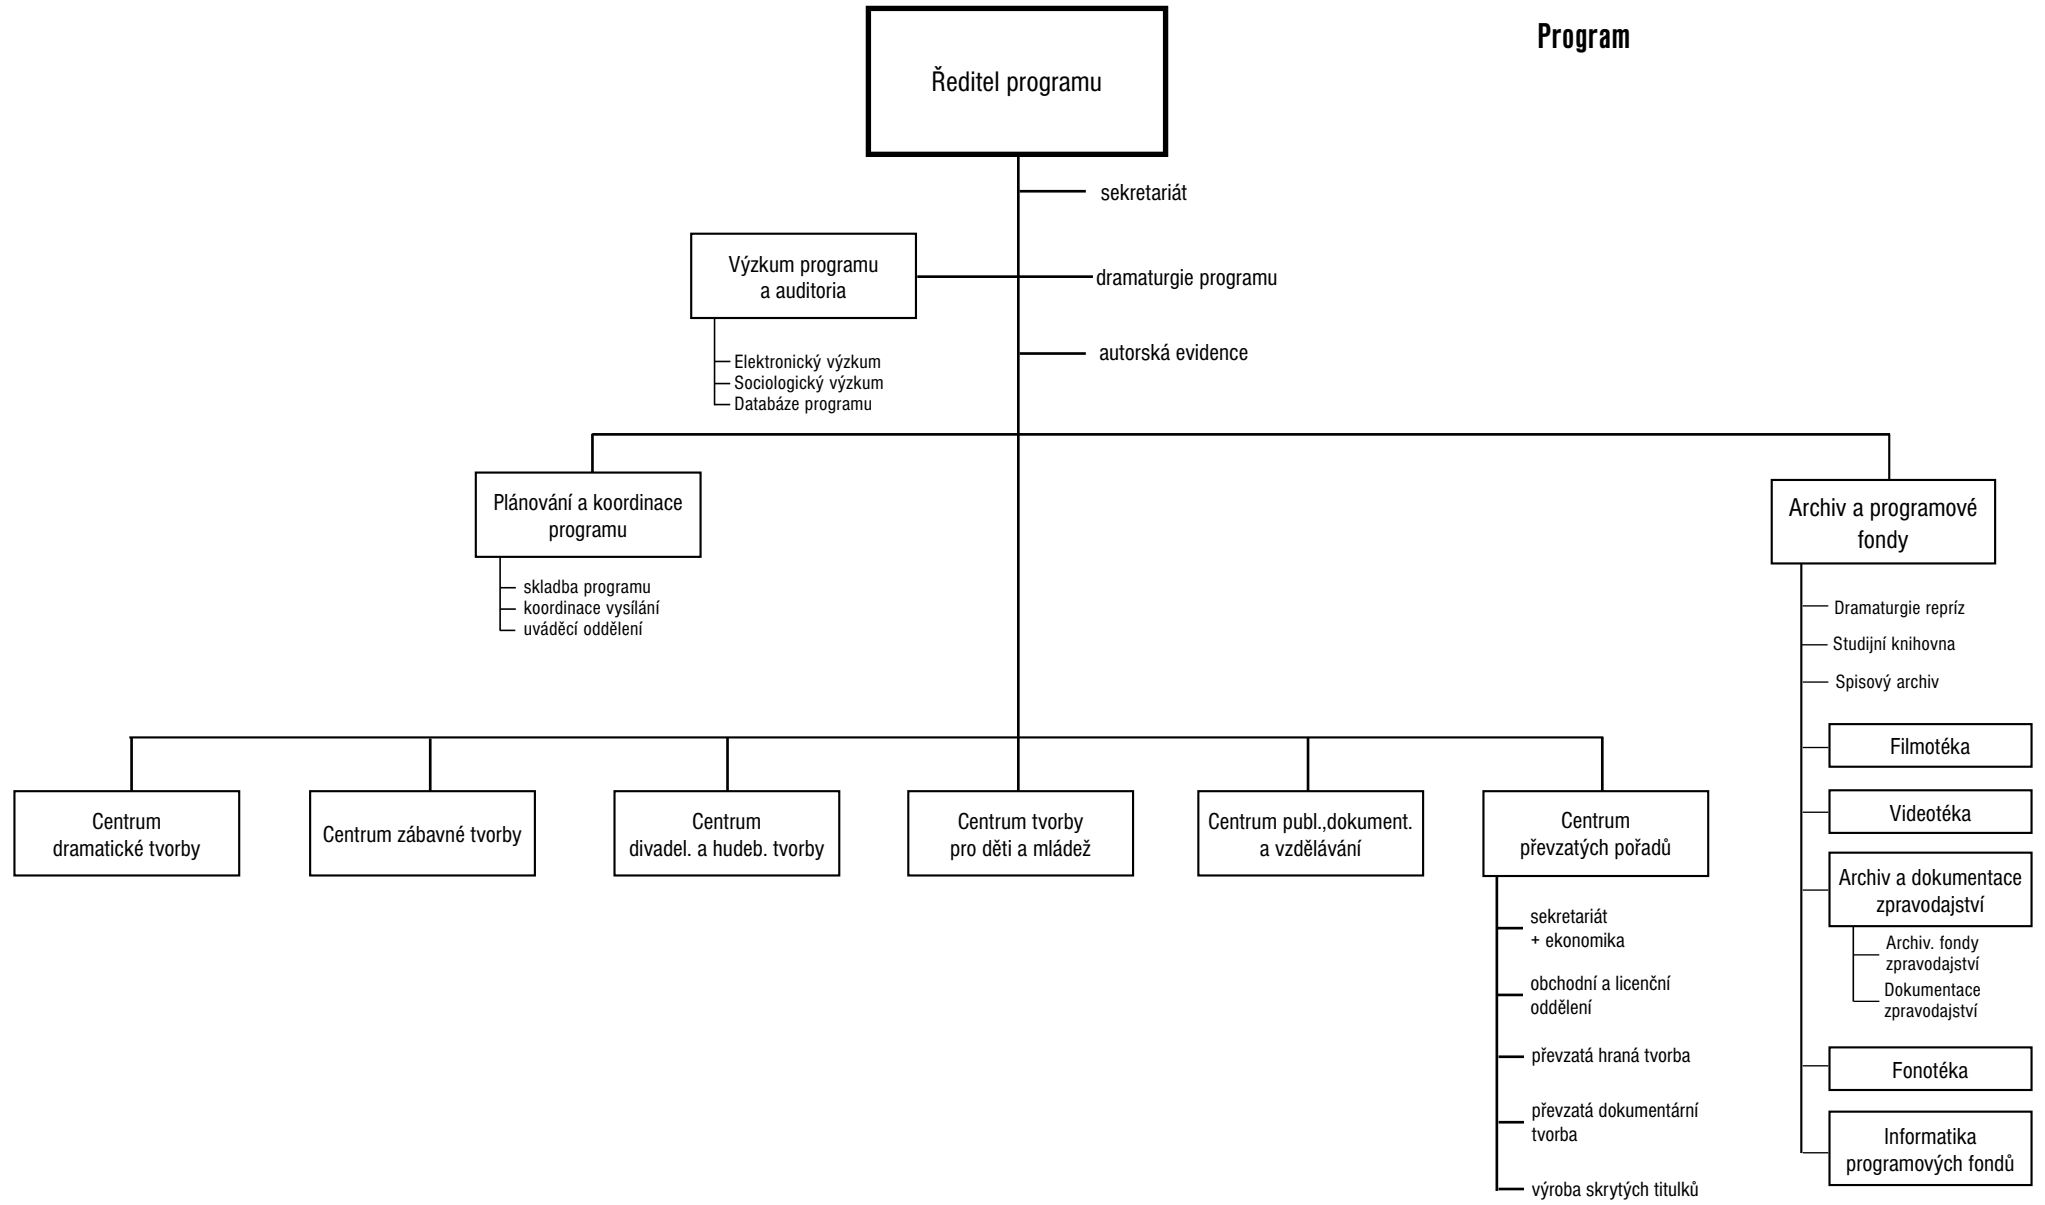 Program
Ředitel programu
sekretariát
Výzkum programu
a auditoria
dramaturgie programu
autorská evidence
Elektronický výzkum
Sociologický výzkum
Databáze programu
Plánování a koordinace
programu
skladba programu
koordinace vysílání
uváděcí oddělení
Archiv a programové
fondy
Dramaturgie repríz
Studijní knihovna
Spisový archiv
Filmotéka
Videotéka
Archiv a dokumentace
zpravodajství
Archiv. fondy
zpravodajství
Dokumentace
zpravodajství
Fonotéka
Informatika
programových fondů
Centrum
dramatické tvorby
Centrum zábavné tvorby
Centrum
divadel. a hudeb. tvorby
Centrum tvorby
pro děti a mládež
Centrum publ.,dokument.
a vzdělávání
Centrum
převzatých pořadů
sekretariát
+ ekonomika
obchodní a licenční
oddělení
převzatá hraná tvorba
převzatá dokumentární
tvorba
výroba skrytých titulků